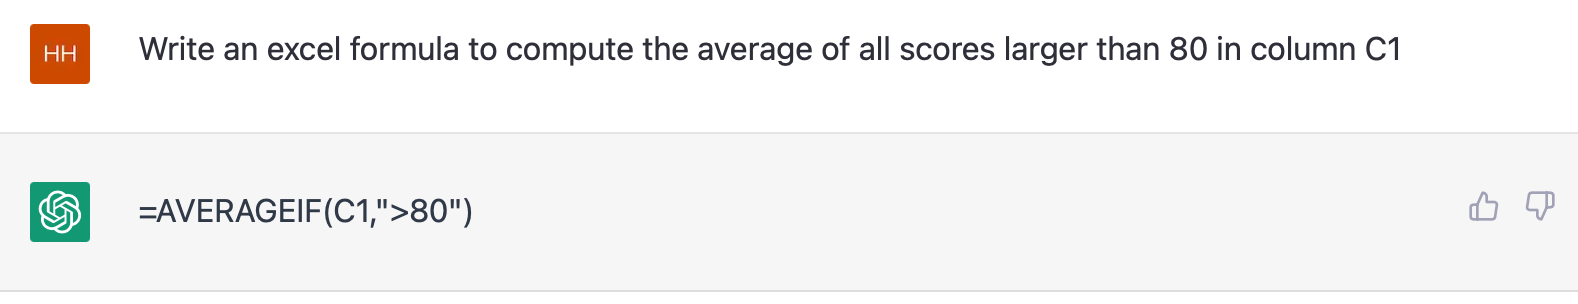 HH
Write an excel formula to compute the average of all scores larger than 80 in column C1
=AVERAGEIF(C1,">80")